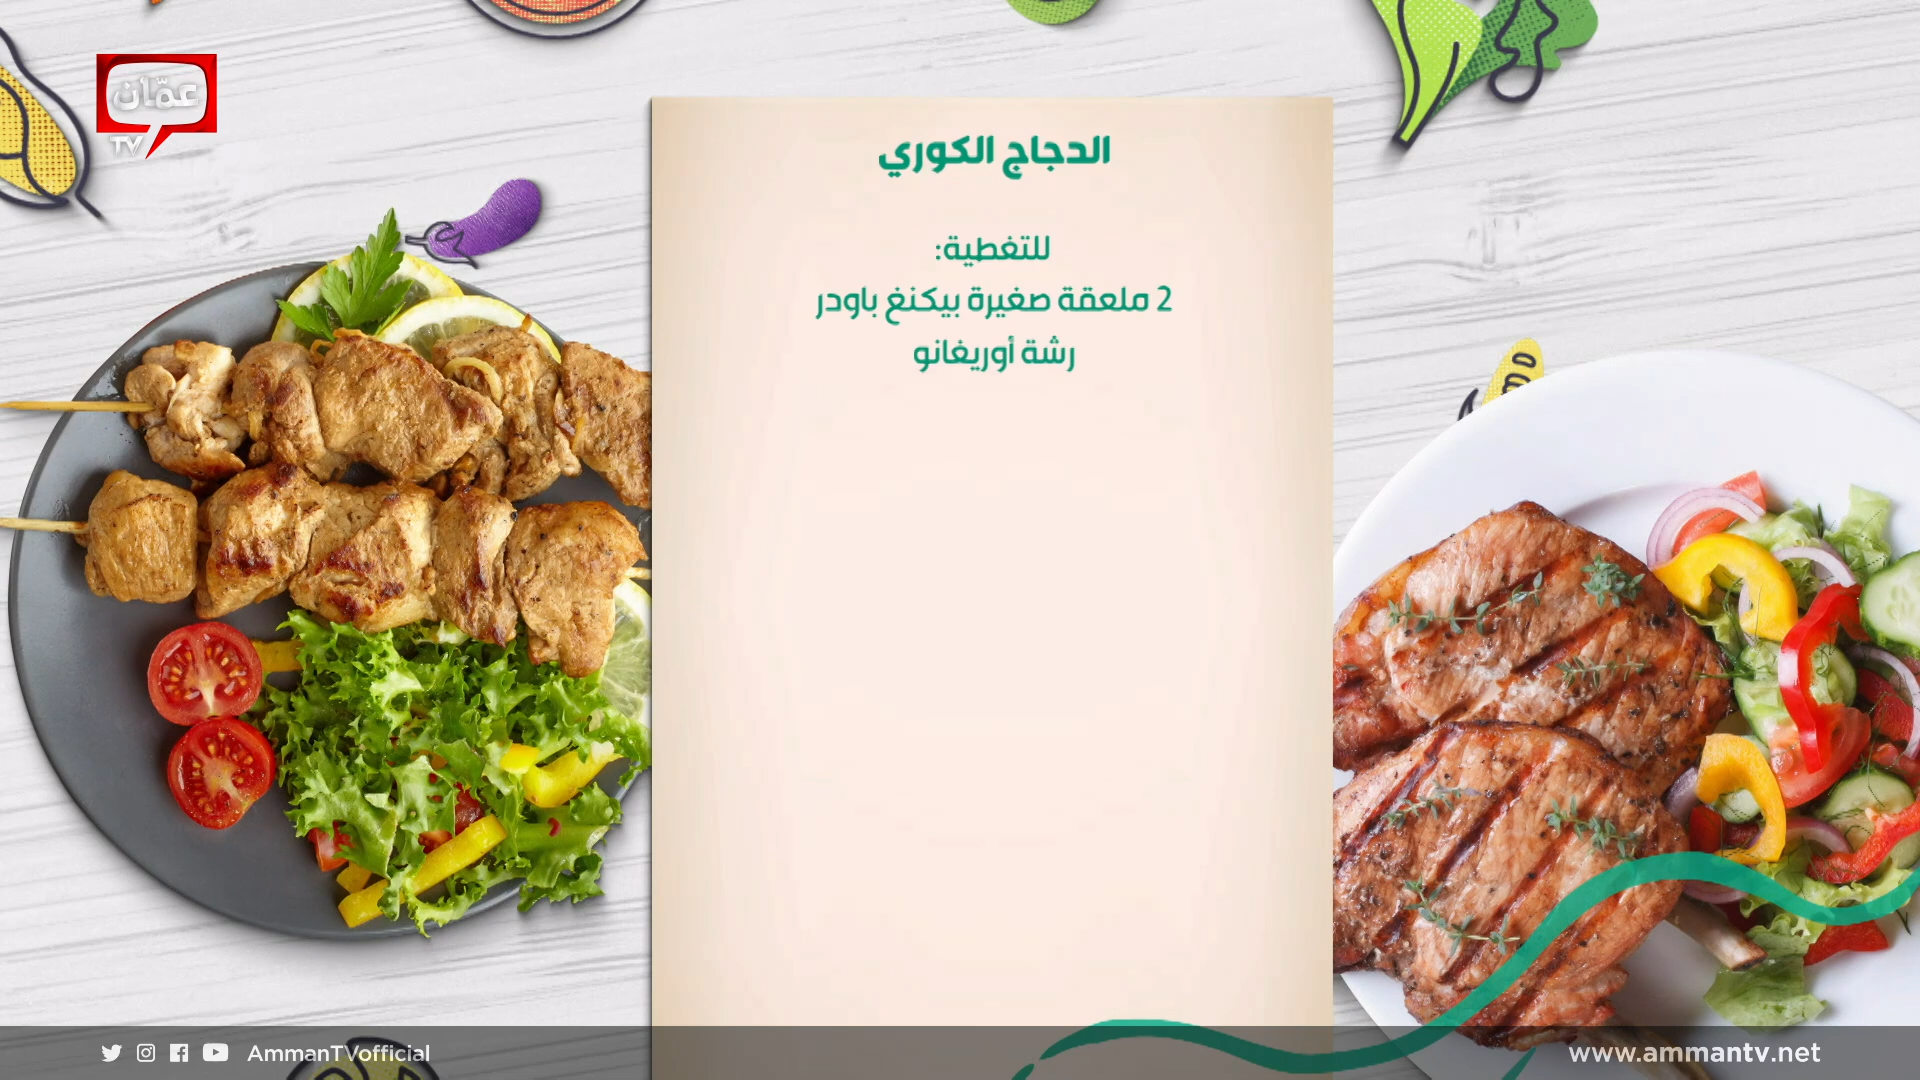 عمّان
TV
الدجاج الكوري
للتغطية:
2 ملعقة صغيرة بيكنغ باودر
رشة أوريغانو
AmmanTVofficial
www.ammantv.net